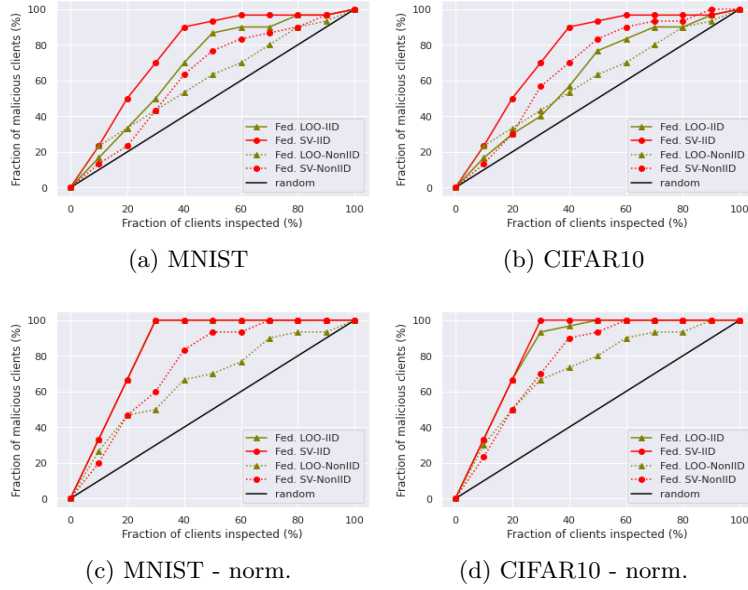 Fraction of malicious clients (%)
100
80
60
40
20
0
Fed. LOO-IID
Fed. SV-IID
Fed. LOO-NonIID
Fed. SV-NonIID
random
0 20 40 60 80 100
Fraction of clients inspected (%)
(a) MNIST
Fraction of malicious clients (%)
100
80
60
40
20
0
Fed. LOO-IID
Fed. SV-IID
Fed. LOO-NonIID
Fed. SV-NonIID
random
0 20 40 60 80 100
Fraction of clients inspected (%)
(b) CIFAR10
Fraction of malicious clients (%)
100
80
60
40
20
0
Fed. LOO-IID
Fed. SV-IID
Fed. LOO-NonIID
Fed. SV-NonIID
random
0 20 40 60 80 100
Fraction of clients inspected (%)
(c) MNIST - norm.
Fraction of malicious clients (%)
100
80
60
40
20
0
Fed. LOO-IID
Fed. SV-IID
Fed. LOO-NonIID
Fed. SV-NonIID
random
0 20 40 60 80 100
Fraction of clients inspected (%)
(d) CIFAR10 - norm.